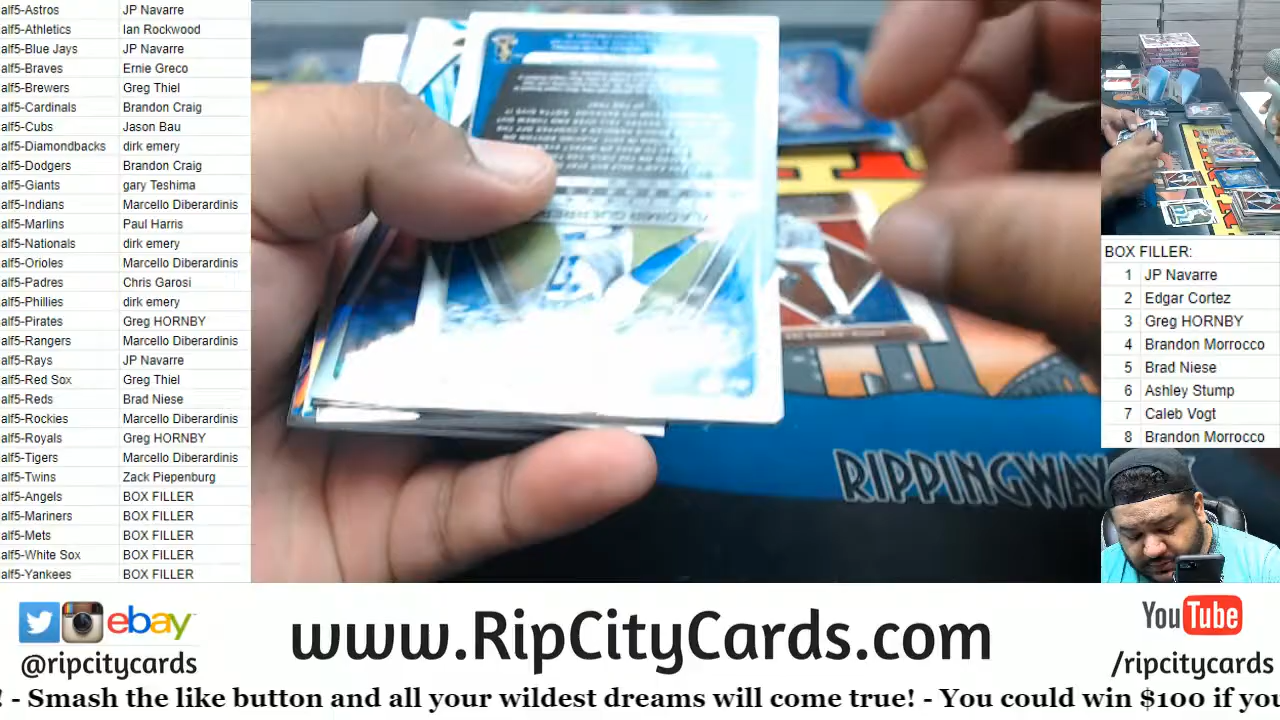 alf5-Astros JP Navarre
alf5-Athletics Ian Rockwood
alf5-Blue Jays JP Navarre
alf5-Braves Ernie Greco
alf5-Brewers Greg Thiel
alf5-Cardinals Brandon Craig
alf5-Cubs Jason Bau
alf5-Diamondbacks dirk emery
alf5-Dodgers Brandon Craig
alf5-Giants gary Teshima
alf5-Indians Marcello Diberardinis
alf5-Marlins Paul Harris
alf5-Nationals dirk emery
alf5-Orioles Marcello Diberardinis
alf5-Padres Chris Garosi
alf5-Phillies dirk emery
alf5-Pirates Greg HORNBY
alf5-Rangers Marcello Diberardinis
alf5-Rays JP Navarre
alf5-Red Sox Greg Thiel
alf5-Reds Brad Niese
alf5-Rockies Marcello Diberardinis
alf5-Royals Greg HORNBY
alf5-Tigers Marcello Diberardinis
alf5-Twins Zack Piepenburg
alf5-Angels BOX FILLER
alf5-Mariners BOX FILLER
alf5-Mets BOX FILLER
alf5-White Sox BOX FILLER
alf5-Yankees BOX FILLER
VLADIMIR GUERRERO
RIPPINGWAX
BOX FILLER:
1 JP Navarre
2 Edgar Cortez
3 Greg HORNBY
4 Brandon Morrocco
5 Brad Niese
6 Ashley Stump
7 Caleb Vogt
8 Brandon Morrocco
ebay
@ripcitycards
www.RipCityCards.com
YouTube
/ripcitycards
! - Smash the like button and all your wildest dreams will come true! - You could win $100 if you